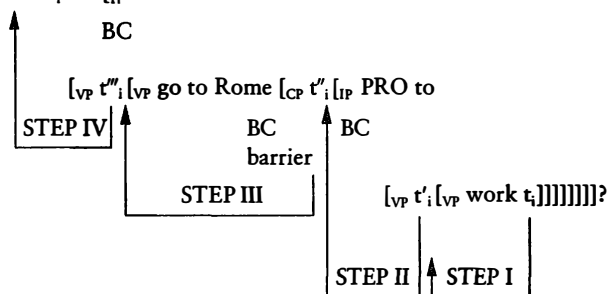 BC
[VP t‴i [VP go to Rome [CP t″i [IP PRO to
STEP IV BC BC
barrier
STEP III [VP t′i [VP work ti]]]]]]]]?
STEP II STEP I